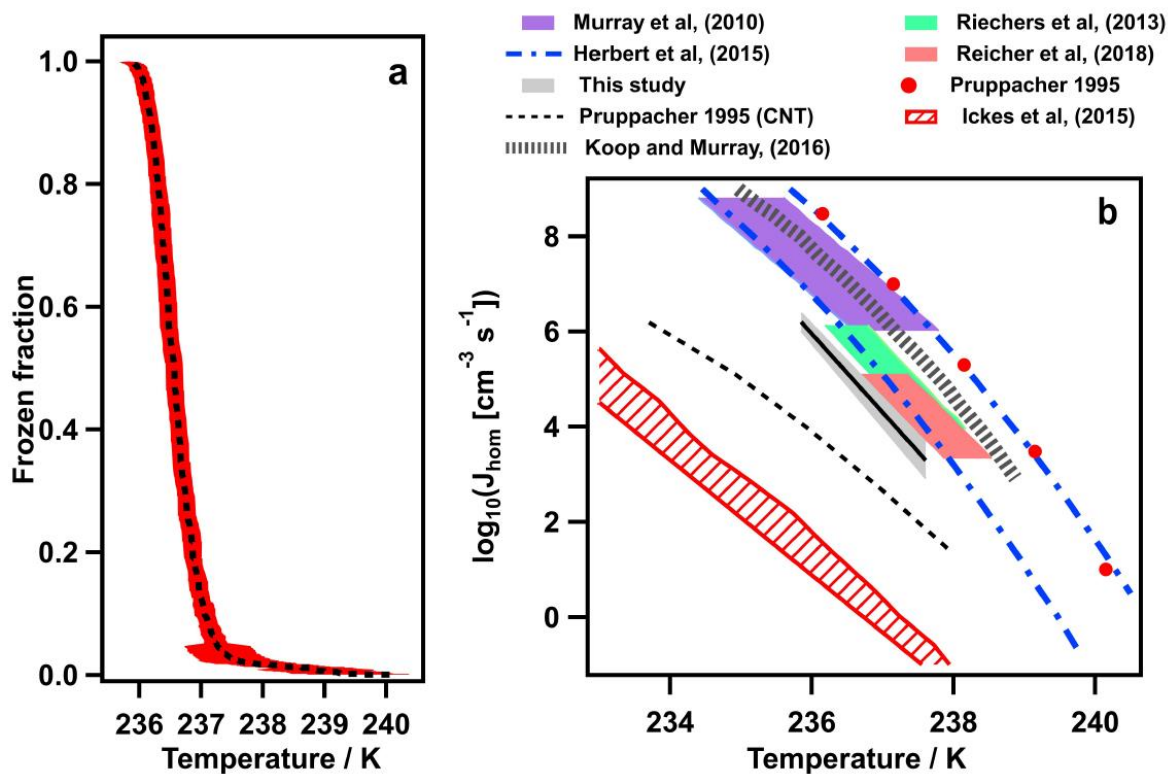 Murray et al, (2010)
Riechers et al, (2013)
Herbert et al, (2015)
Reicher et al, (2018)
This study
Pruppacher 1995
Pruppacher 1995 (CNT)
Ickes et al, (2015)
Koop and Murray, (2016)
a
1.0
0.8
0.6
0.4
0.2
0.0
Frozen fraction
236 237 238 239 240
Temperature / K
b
8
6
4
2
0
log₁₀(J_hom [cm⁻³ s⁻¹])
234 236 238 240
Temperature / K